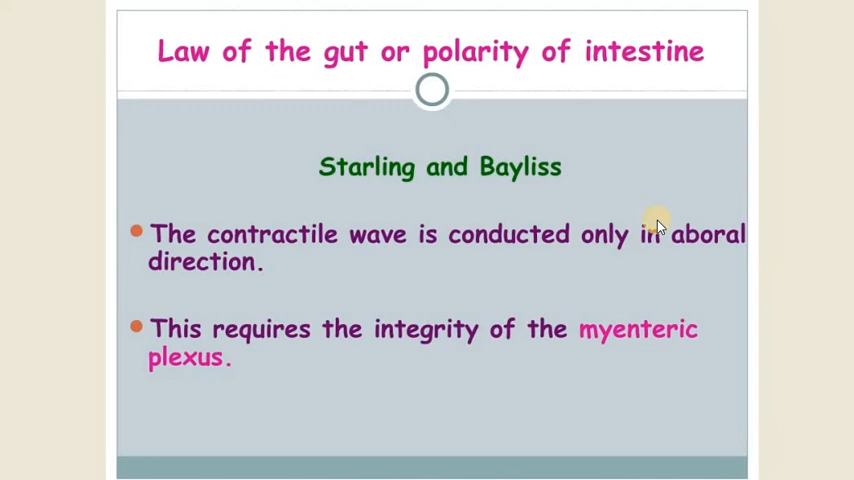 Law of the gut or polarity of intestine
Starling and Bayliss
The contractile wave is conducted only in aboral
direction.
This requires the integrity of the myenteric
plexus.